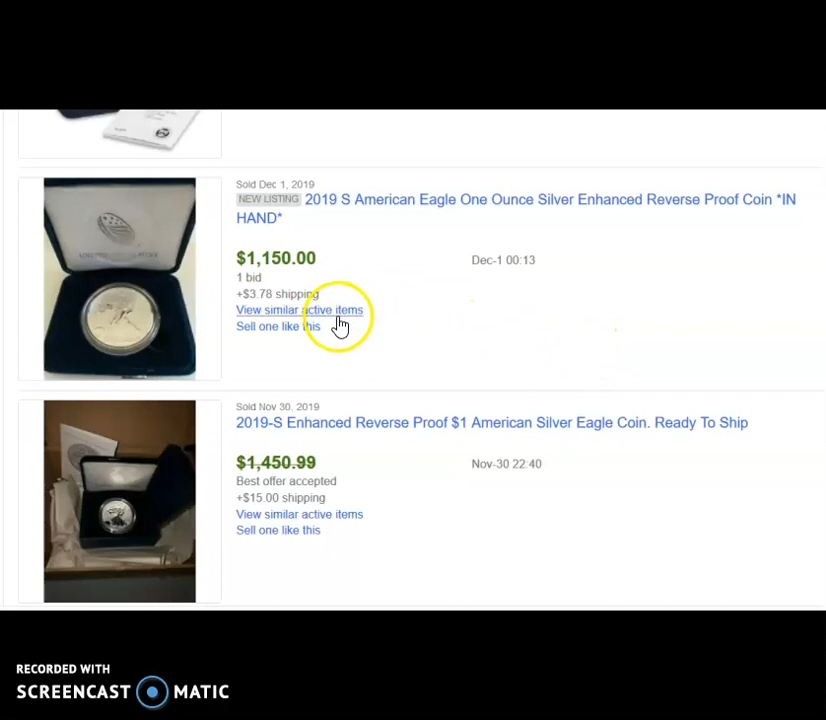 Sold Dec 1, 2019
NEW LISTING 2019 S American Eagle One Ounce Silver Enhanced Reverse Proof Coin *IN
HAND*
$1,150.00 Dec-1 00:13
1 bid
+$3.78 shipping
View similar active items
Sell one like this
Sold Nov 30, 2019
2019-S Enhanced Reverse Proof $1 American Silver Eagle Coin. Ready To Ship
$1,450.99 Nov-30 22:40
Best offer accepted
+$15.00 shipping
View similar active items
Sell one like this
RECORDED WITH
SCREENCAST MATIC